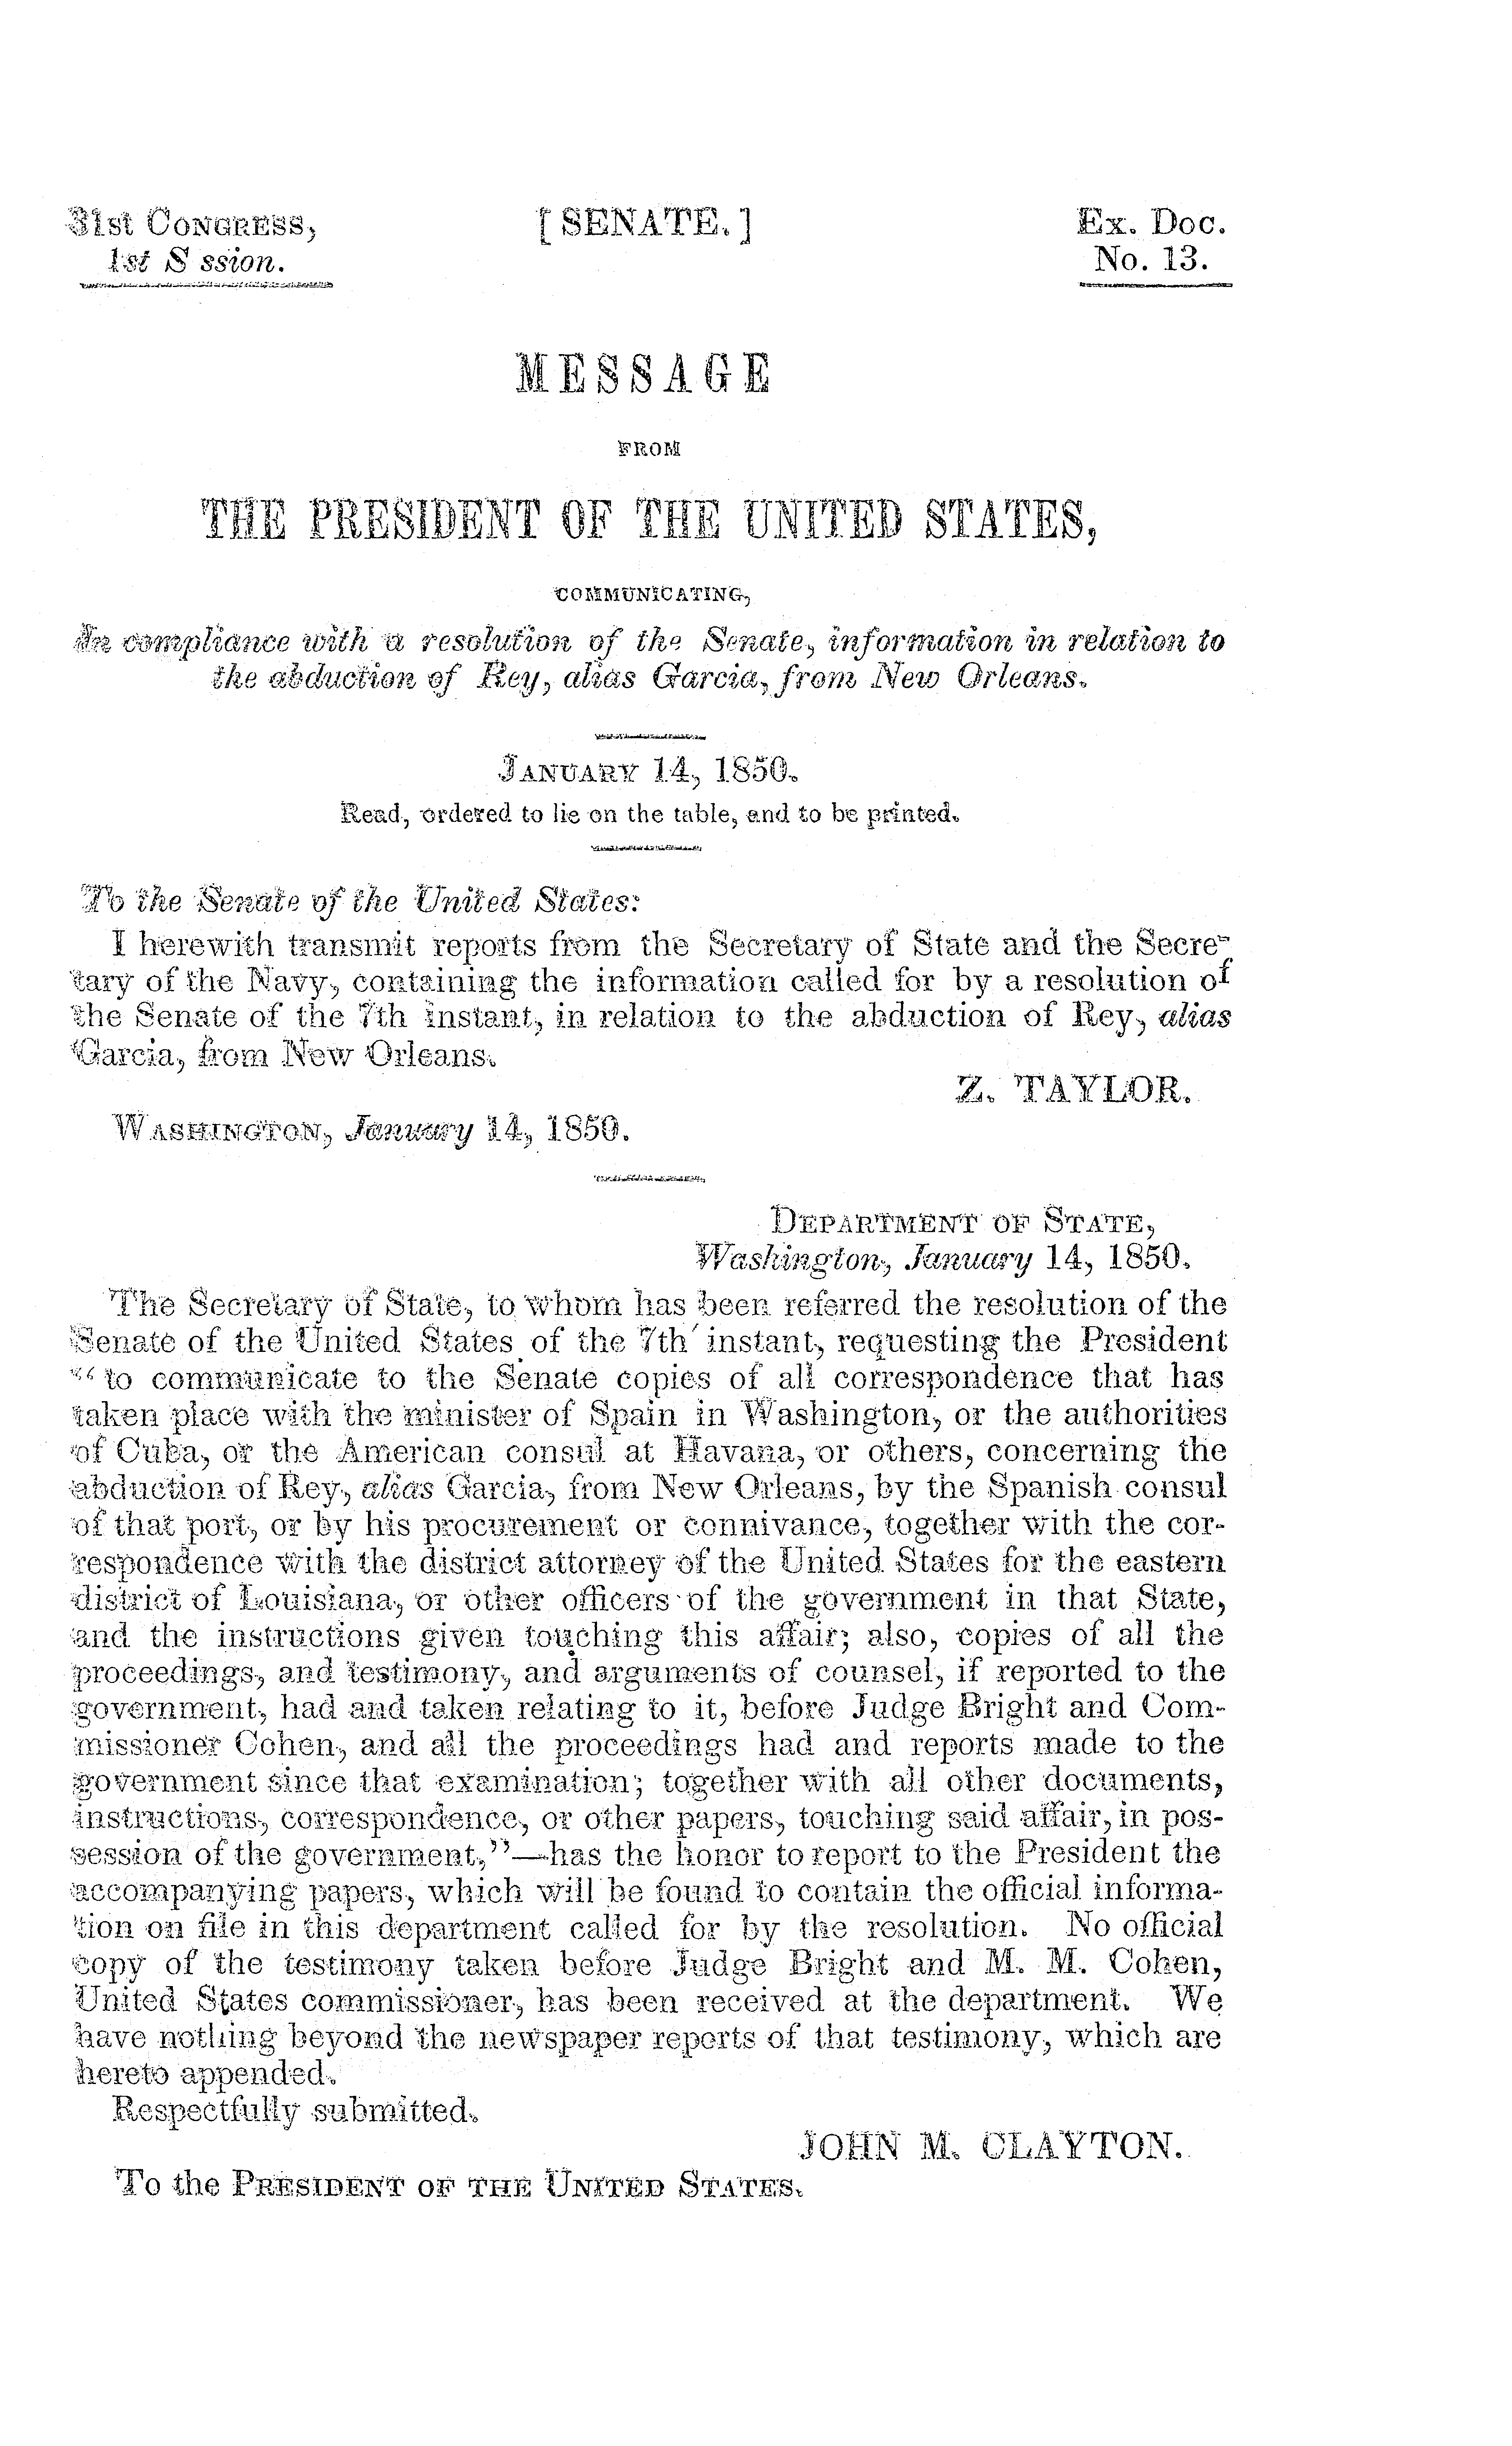 31st CONGRESS,
1st S ssion.
[SENATE.]
Ex. Doc.
No. 13.
MESSAGE
FROM
THE PRESIDENT OF THE UNITED STATES,
COMMUNICATING,
In compliance with a resolution of the Senate, information in relation to
the abduction of Rey, alias Garcia, from New Orleans.
JANUARY 14, 1850.
Read, ordered to lie on the table, and to be printed.
To the Senate of the United States:
I herewith transmit reports from the Secretary of State and the Secre-
tary of the Navy, containing the information called for by a resolution of
the Senate of the 7th instant, in relation to the abduction of Rey, alias
Garcia, from New Orleans.
Z. TAYLOR.
WASHINGTON, January 14, 1850.
DEPARTMENT OF STATE,
Washington, January 14, 1850.
The Secretary of State, to whom has been referred the resolution of the
Senate of the United States of the 7th instant, requesting the President
“to communicate to the Senate copies of all correspondence that has
taken place with the minister of Spain in Washington, or the authorities
of Cuba, or the American consul at Havana, or others, concerning the
abduction of Rey, alias Garcia, from New Orleans, by the Spanish consul
of that port, or by his procurement or connivance, together with the cor-
respondence with the district attorney of the United States for the eastern
district of Louisiana, or other officers of the government in that State,
and the instructions given touching this affair; also, copies of all the
proceedings, and testimony, and arguments of counsel, if reported to the
government, had and taken relating to it, before Judge Bright and Com-
missioner Cohen, and all the proceedings had and reports made to the
government since that examination; together with all other documents,
instructions, correspondence, or other papers, touching said affair, in pos-
session of the government,”—has the honor to report to the President the
accompanying papers, which will be found to contain the official informa-
tion on file in this department called for by the resolution. No official
copy of the testimony taken before Judge Bright and M. M. Cohen,
United States commissioner, has been received at the department. We
have nothing beyond the newspaper reports of that testimony, which are
hereto appended.
Respectfully submitted.
JOHN M. CLAYTON.
To the PRESIDENT OF THE UNITED STATES.